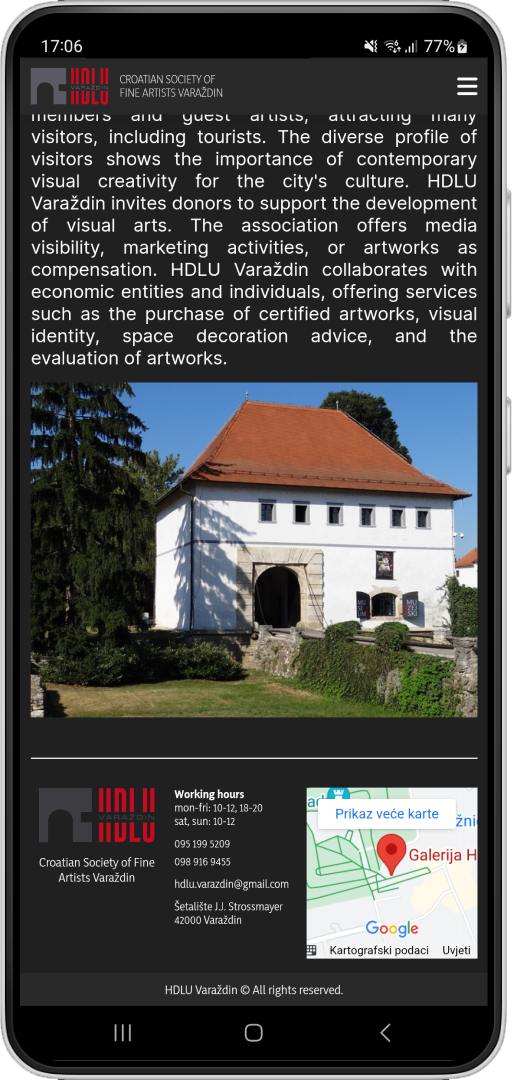 17:06
77%
HDLU
VARAŽDIN
CROATIAN SOCIETY OF
FINE ARTISTS VARAŽDIN
members and guest artists, attracting many
visitors, including tourists. The diverse profile of
visitors shows the importance of contemporary
visual creativity for the city's culture. HDLU
Varaždin invites donors to support the development
of visual arts. The association offers media
visibility, marketing activities, or artworks as
compensation. HDLU Varaždin collaborates with
economic entities and individuals, offering services
such as the purchase of certified artworks, visual
identity, space decoration advice, and the
evaluation of artworks.
HDLU
VARAŽDIN
Croatian Society of Fine
Artists Varaždin
Working hours
mon-fri: 10-12, 18-20
sat, sun: 10-12
095 199 5209
098 916 9455
hdlu.varazdin@gmail.com
Šetalište J.J. Strossmayer
42000 Varaždin
ad
Prikaz veće karte
žni
Galerija H
Google
Kartografski podaci
Uvjeti
HDLU Varaždin © All rights reserved.